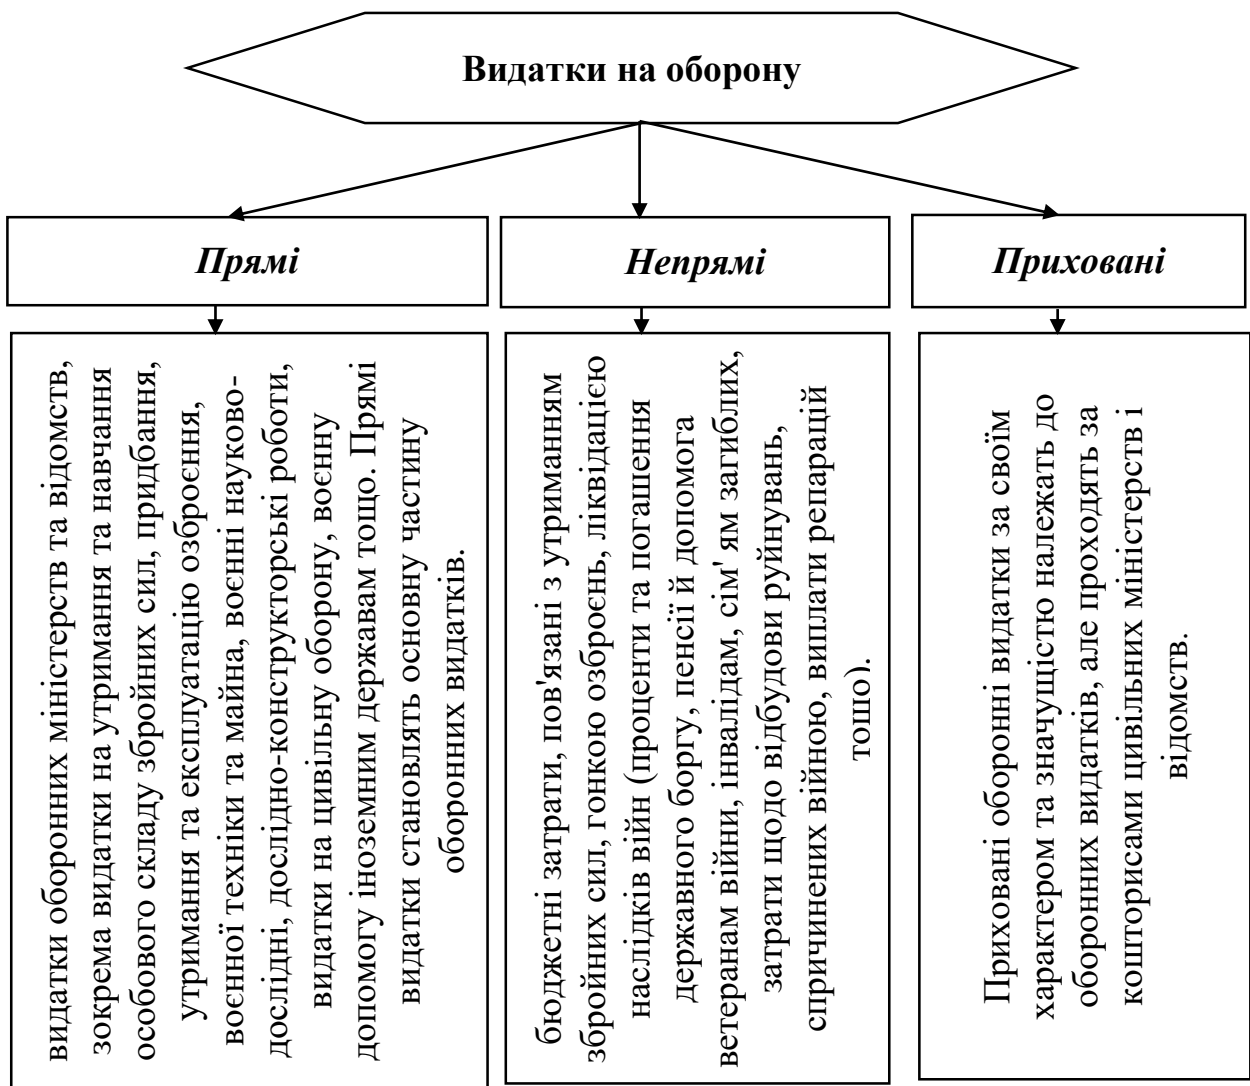 Видатки на оборону
Прямі
Непрямі
Приховані
видатки оборонних міністерств та відомств,
зокрема видатки на утримання та навчання
особового складу збройних сил, придбання,
утримання та експлуатацію озброєння,
воєнної техніки та майна, воєнні науково-
дослідні, дослідно-конструкторські роботи,
видатки на цивільну оборону, воєнну
допомогу іноземним державам тощо. Прямі
видатки становлять основну частину
оборонних видатків.
бюджетні затрати, пов'язані з утриманням
збройних сил, гонкою озброєнь, ліквідацією
наслідків війн (проценти та погашення
державного боргу, пенсії й допомога
ветеранам війни, інвалідам, сім' ям загиблих,
затрати щодо відбудови руйнувань,
спричинених війною, виплати репарацій
тошо).
Приховані оборонні видатки за своїм
характером та значущістю належать до
оборонних видатків, але проходять за
кошторисами цивільних міністерств і
відомств.